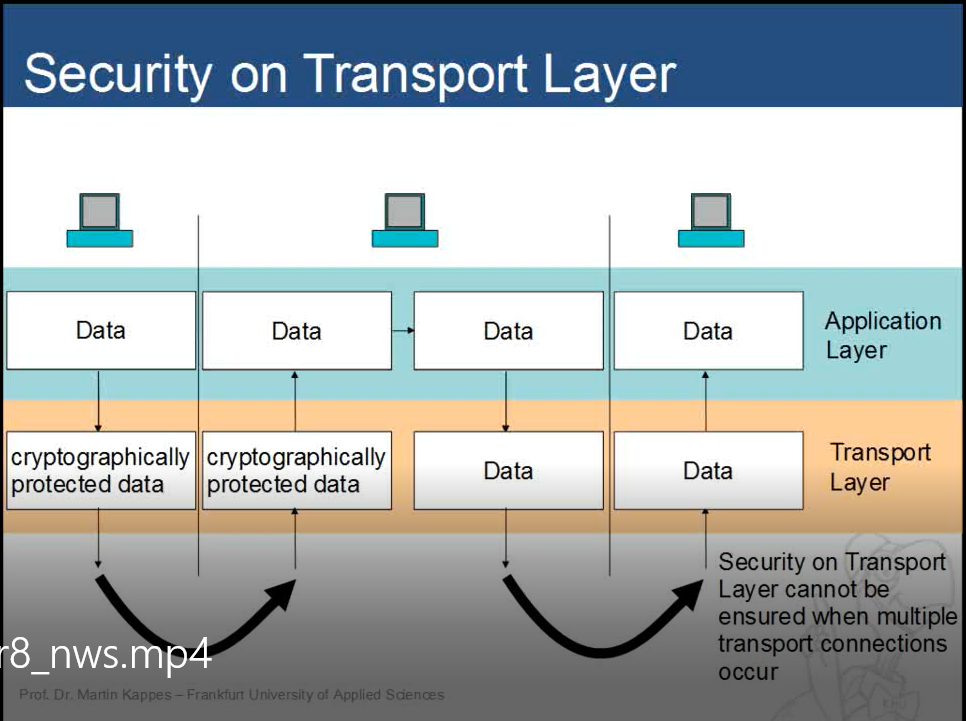 Security on Transport Layer
Data
Data
Data
Data
Application
Layer
cryptographically
protected data
cryptographically
protected data
Data
Data
Transport
Layer
Security on Transport
Layer cannot be
ensured when multiple
transport connections
occur
r8_nws.mp4
Prof. Dr. Martin Kappes – Frankfurt University of Applied Sciences